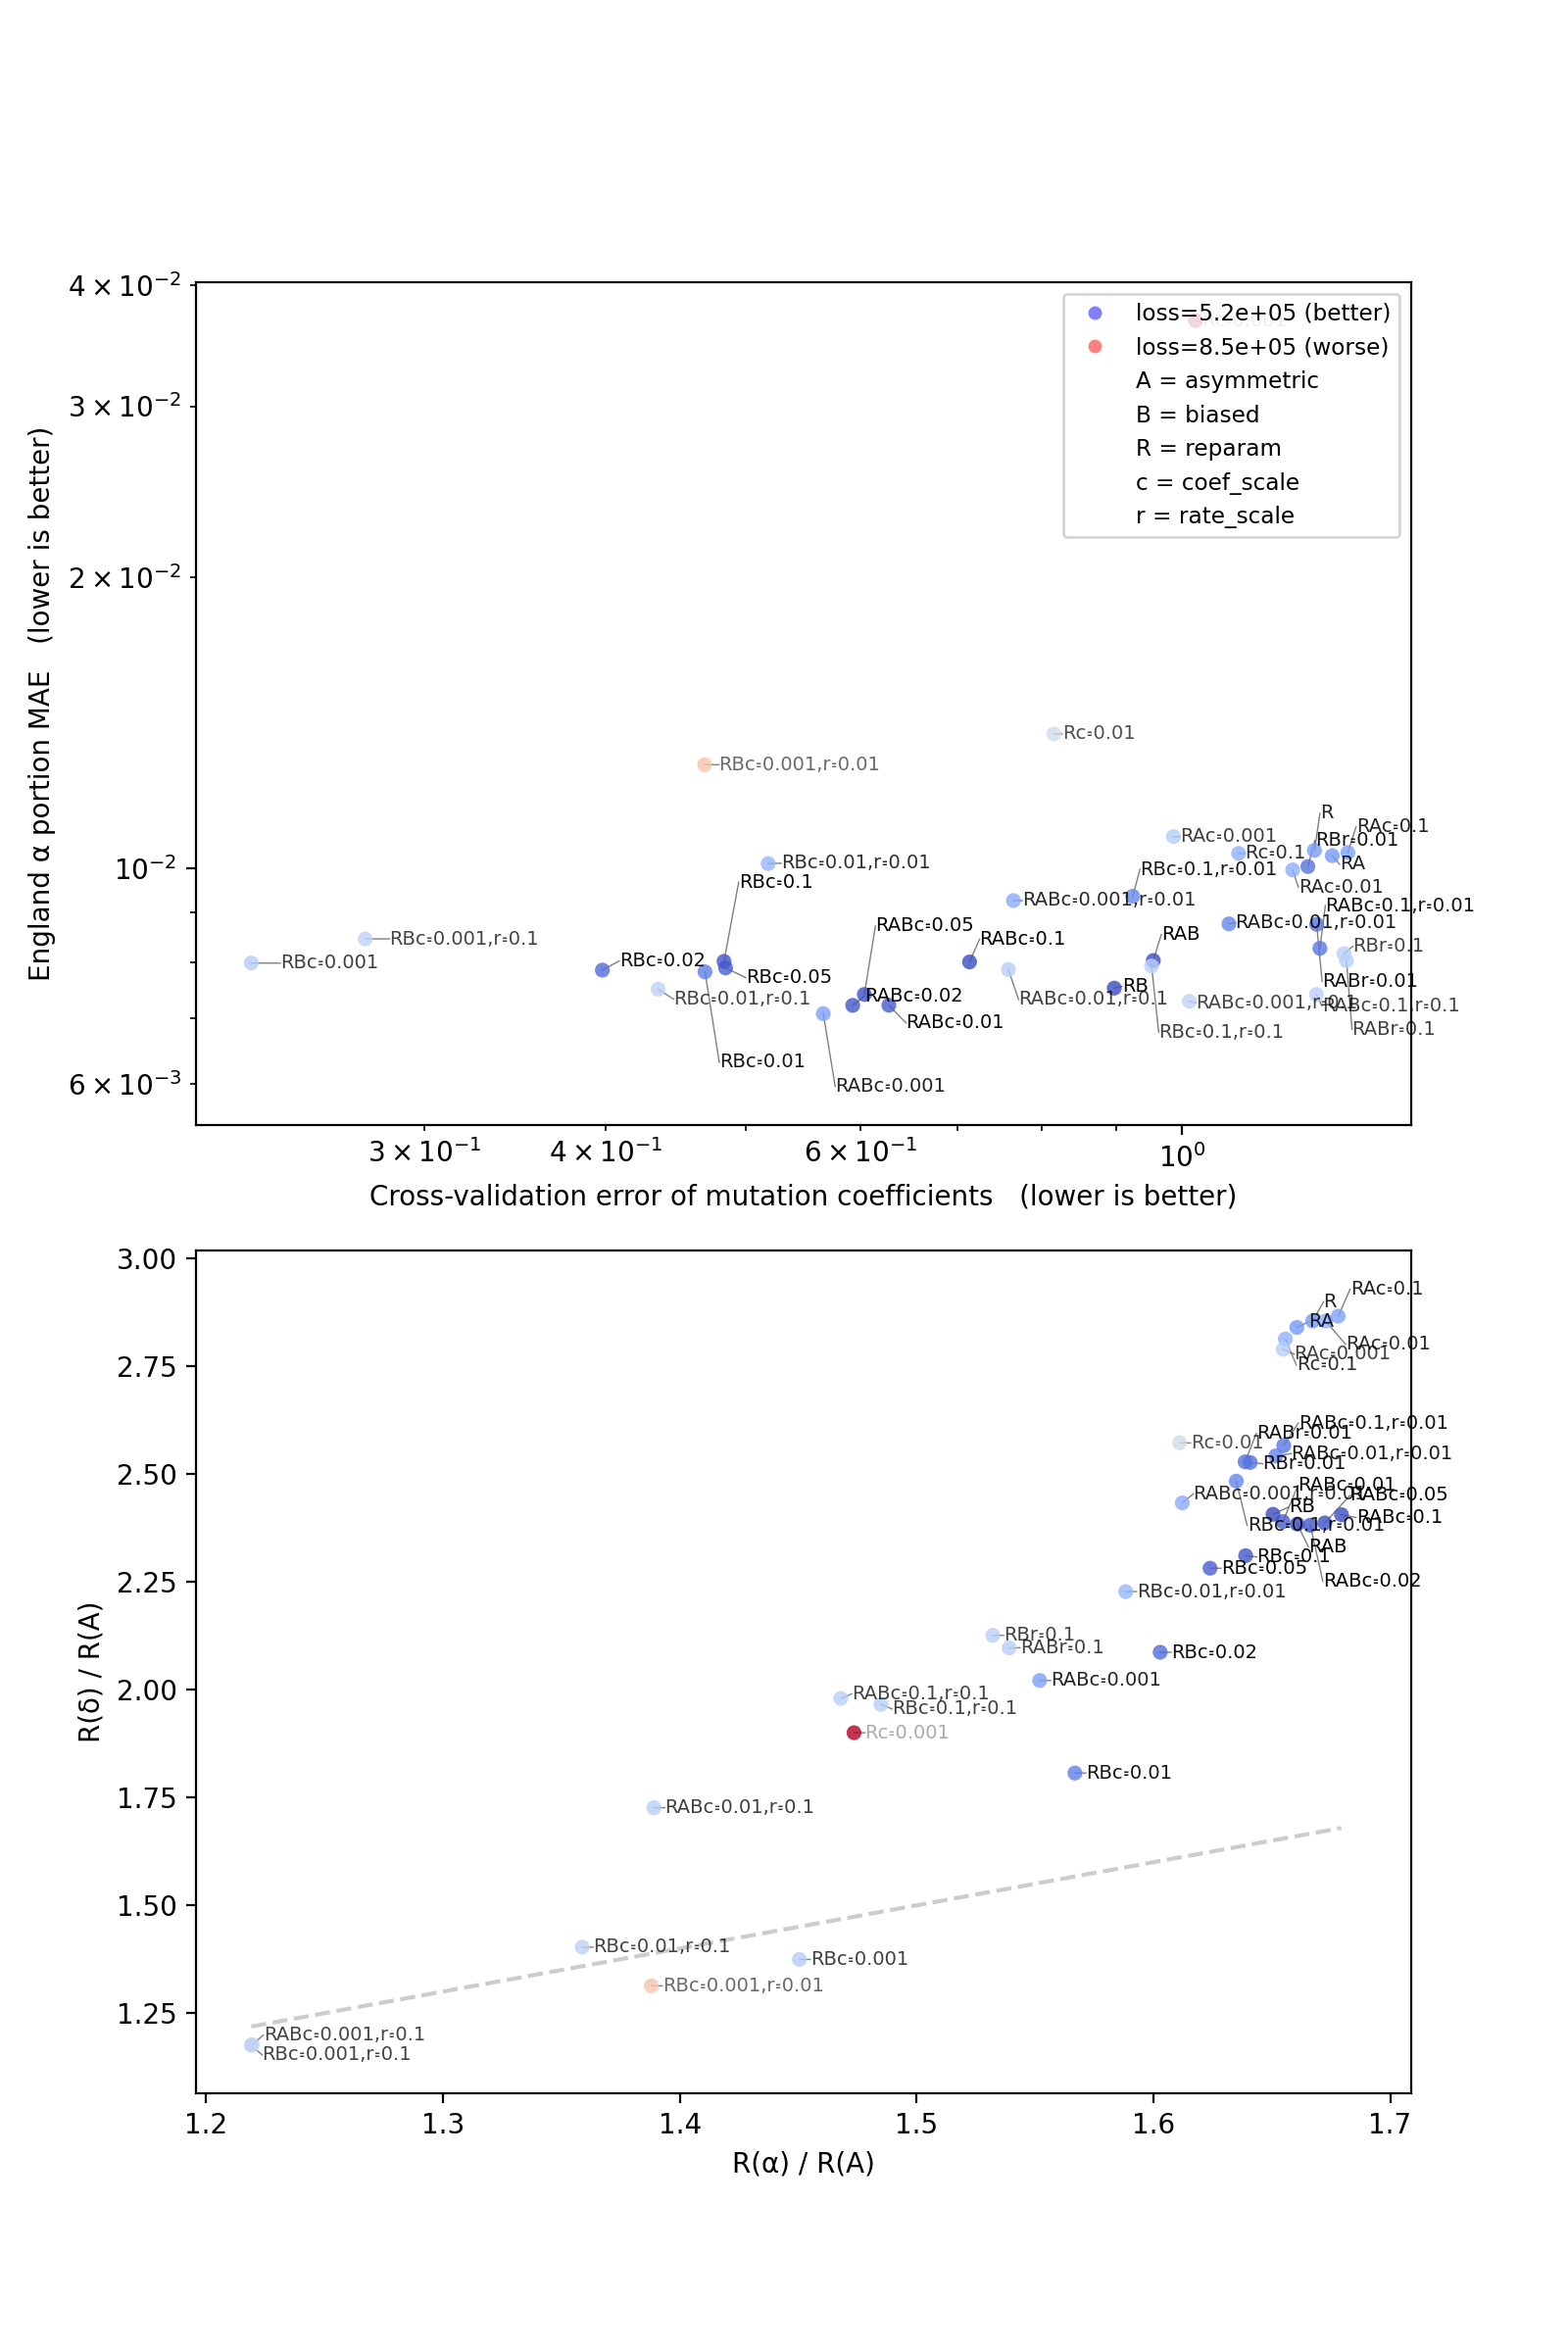 4 × 10⁻²
3 × 10⁻²
2 × 10⁻²
10⁻²
6 × 10⁻³
England α portion MAE (lower is better)
loss=5.2e+05 (better)
loss=8.5e+05 (worse)
A = asymmetric
B = biased
R = reparam
c = coef_scale
r = rate_scale
Rc=0.001
Rc=0.01
RBc=0.001,r=0.01
R
RAc=0.1
RAc=0.001
RBr=0.01
Rc=0.1
RA
RBc=0.01,r=0.01
RBc=0.1,r=0.01
RBc=0.1
RAc=0.01
RABc=0.001,r=0.01
RABc=0.1,r=0.01
RABc=0.05
RABc=0.01,r=0.01
RAB
RBc=0.001,r=0.1
RABc=0.1
RBr=0.1
RBc=0.001
RBc=0.02
RBc=0.05
RB
RABr=0.01
RBc=0.01,r=0.1
RABc=0.02
RABc=0.01,r=0.1
RABc=0.001,r=0.1
RABc=0.1,r=0.1
RABc=0.01
RBc=0.1,r=0.1
RABr=0.1
RBc=0.01
RABc=0.001
3 × 10⁻¹
4 × 10⁻¹
6 × 10⁻¹
10⁰
Cross-validation error of mutation coefficients (lower is better)
3.00
2.75
2.50
2.25
2.00
1.75
1.50
1.25
R(δ) / R(A)
RAc=0.1
R
RA
RAc=0.01
RAc=0.001
Rc=0.1
RABc=0.1,r=0.01
RABr=0.01
Rc=0.01
RABc=0.01,r=0.01
RBr=0.01
RABc=0.01
RABc=0.001,r=0.01
RABc=0.05
RB
RABc=0.1
RBc=0.1,r=0.01
RAB
RBc=0.1
RBc=0.05
RABc=0.02
RBc=0.01,r=0.01
RBr=0.1
RABr=0.1
RBc=0.02
RABc=0.001
RABc=0.1,r=0.1
RBc=0.1,r=0.1
Rc=0.001
RBc=0.01
RABc=0.01,r=0.1
RBc=0.01,r=0.1
RBc=0.001
RBc=0.001,r=0.01
RABc=0.001,r=0.1
RBc=0.001,r=0.1
1.2
1.3
1.4
1.5
1.6
1.7
R(α) / R(A)